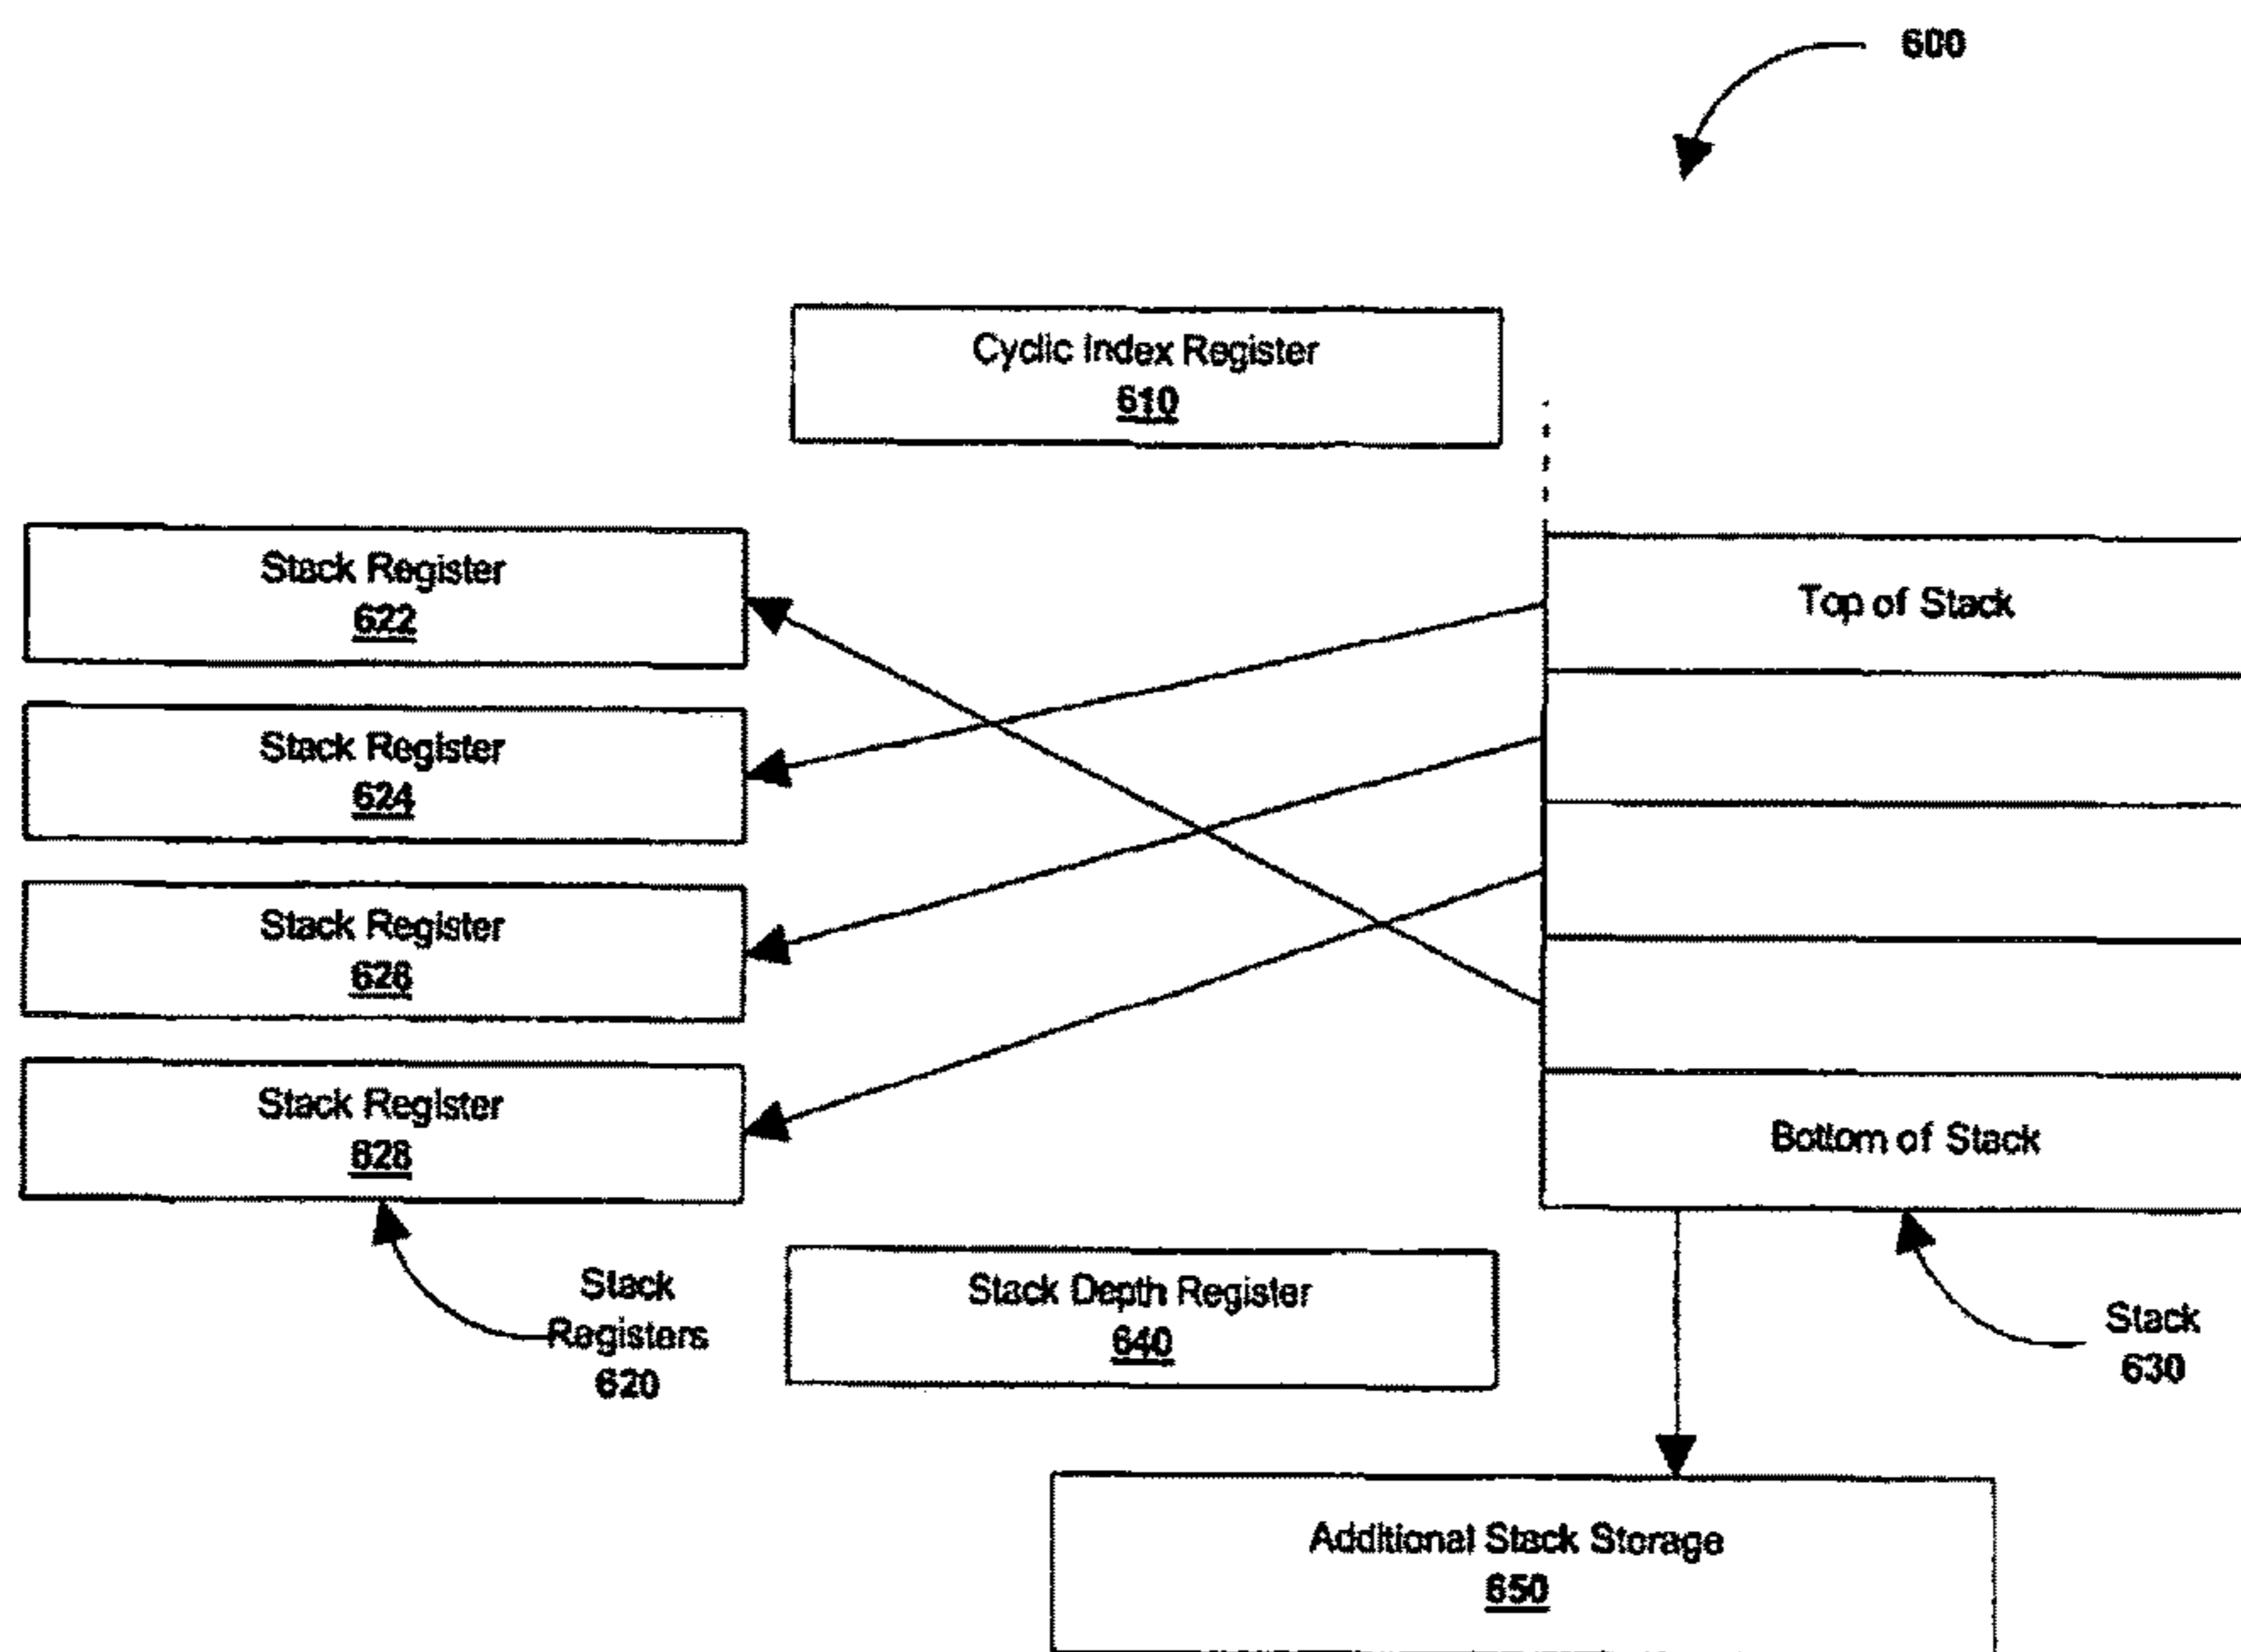 600
Cyclic Index Register
610
Stack Register
622
Top of Stack
Stack Register
624
Stack Register
626
Stack Register
628
Bottom of Stack
Stack
Registers
620
Stack Depth Register
640
Stack
630
Additional Stack Storage
650